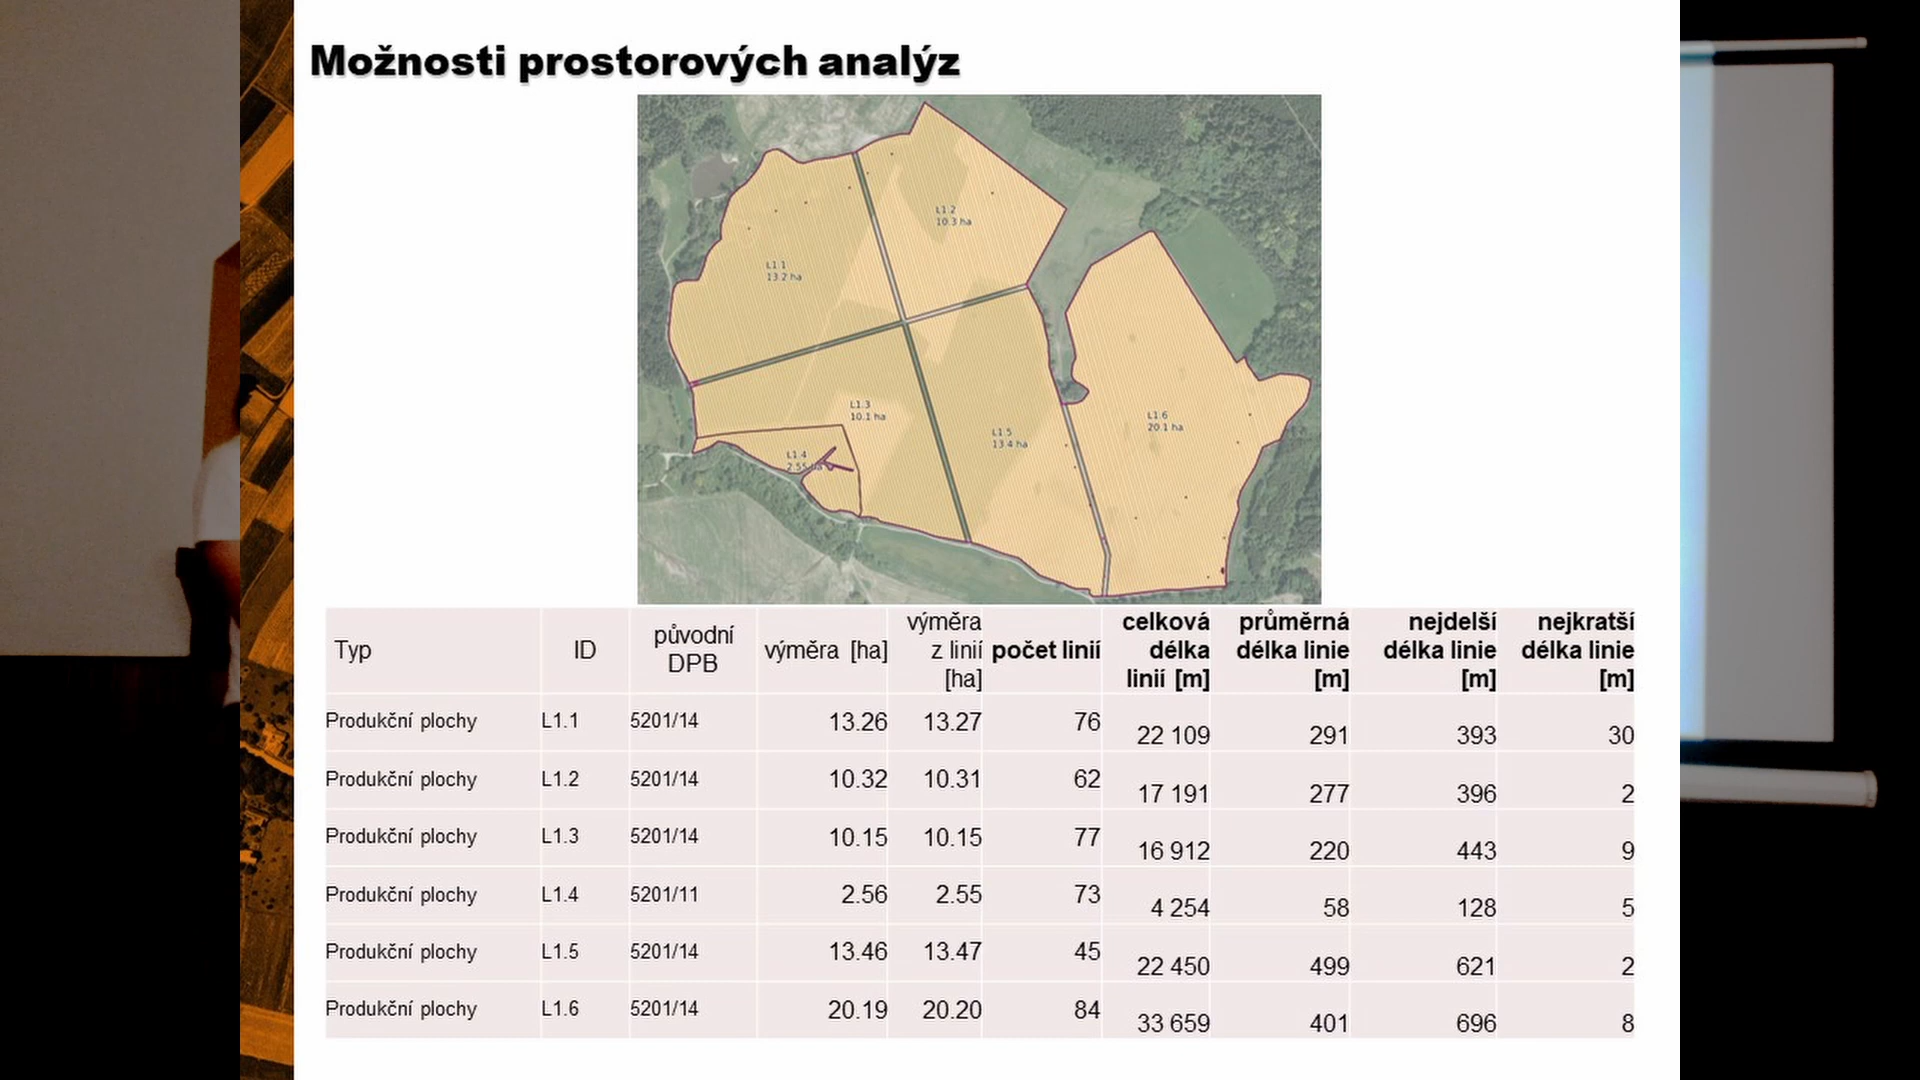 Možnosti prostorových analýz
L1.2
10.3 ha
L1.1
13.2 ha
L1.3
10.1 ha
L1.6
20.1 ha
L1.5
13.4 ha
L1.4
2.55
Typ ID původní DPB výměra [ha] výměra z linií [ha] počet linií celková délka linií [m] průměrná délka linie [m] nejdelší délka linie [m] nejkratší délka linie [m]
Produkční plochy L1.1 5201/14 13.26 13.27 76 22 109 291 393 30
Produkční plochy L1.2 5201/14 10.32 10.31 62 17 191 277 396 2
Produkční plochy L1.3 5201/14 10.15 10.15 77 16 912 220 443 9
Produkční plochy L1.4 5201/11 2.56 2.55 73 4 254 58 128 5
Produkční plochy L1.5 5201/14 13.46 13.47 45 22 450 499 621 2
Produkční plochy L1.6 5201/14 20.19 20.20 84 33 659 401 696 8